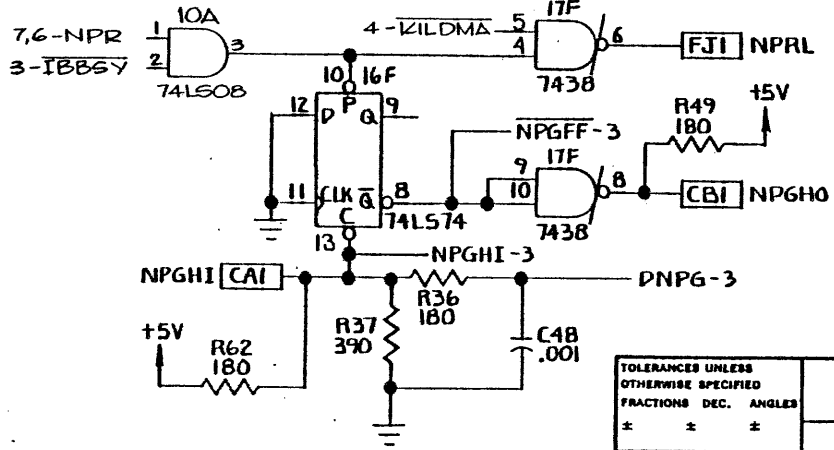 10A
17F
7,6-NPR 1
3-IBBSY 2
3
74LS08
4-KILDMA 5
4
6
FJ1 NPRL
7438
10 16F
12 D P Q 9
11 CLK Q 8
C
13
74LS74
NPGFF-3
17F
9
10
8
7438
R49
180
+5V
CB1 NPGHO
NPGHI-3
NPGHI CA1
R36
180
DNPG-3
R37
390
C48
.001
+5V
R62
180
TOLERANCES UNLESS
OTHERWISE SPECIFIED
FRACTIONS DEC. ANGLES
± ± ±